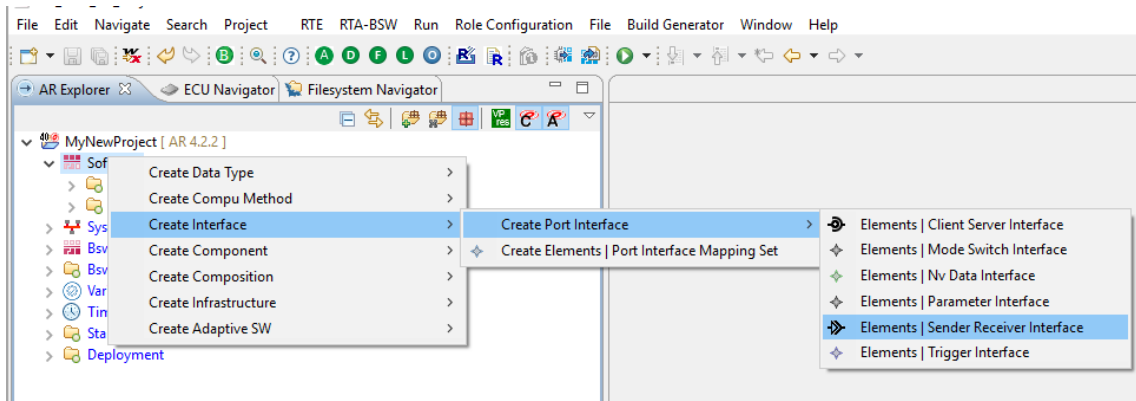 File Edit Navigate Search Project RTE RTA-BSW Run Role Configuration File Build Generator Window Help
AR Explorer ECU Navigator Filesystem Navigator
MyNewProject [ AR 4.2.2 ]
Sof
Sys
Bsw
Bsw
Var
Tim
Sta
Deployment
Create Data Type
Create Compu Method
Create Interface
Create Component
Create Composition
Create Infrastructure
Create Adaptive SW
Create Port Interface
Create Elements | Port Interface Mapping Set
Elements | Client Server Interface
Elements | Mode Switch Interface
Elements | Nv Data Interface
Elements | Parameter Interface
Elements | Sender Receiver Interface
Elements | Trigger Interface